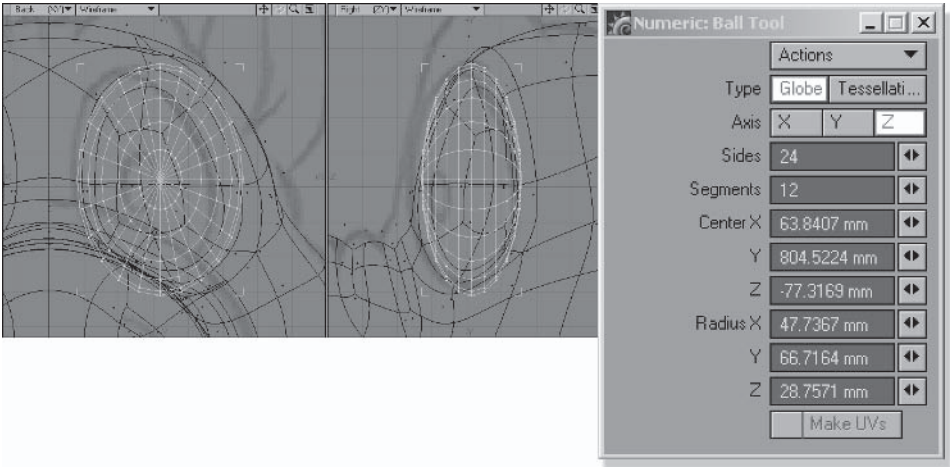 Back (XY) Wireframe
Right (ZY) Wireframe
Numeric: Ball Tool
Actions
Type Globe Tessellati...
Axis X Y Z
Sides 24
Segments 12
Center X 63.8407 mm
Y 804.5224 mm
Z -77.3169 mm
Radius X 47.7367 mm
Y 66.7164 mm
Z 28.7571 mm
Make UVs